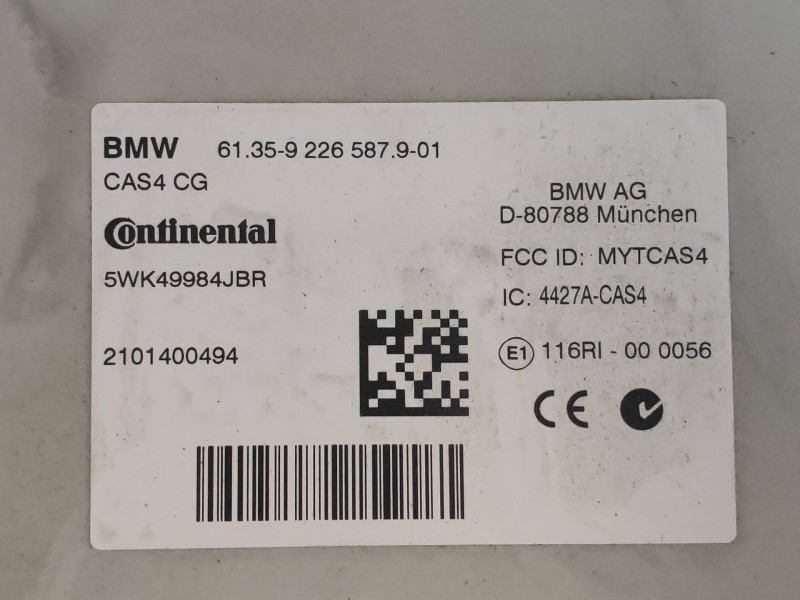 BMW 61.35-9 226 587.9-01
CAS4 CG
Continental
5WK49984JBR
2101400494
BMW AG
D-80788 München
FCC ID: MYTCAS4
IC: 4427A-CAS4
E1 116RI - 00 0056
CE